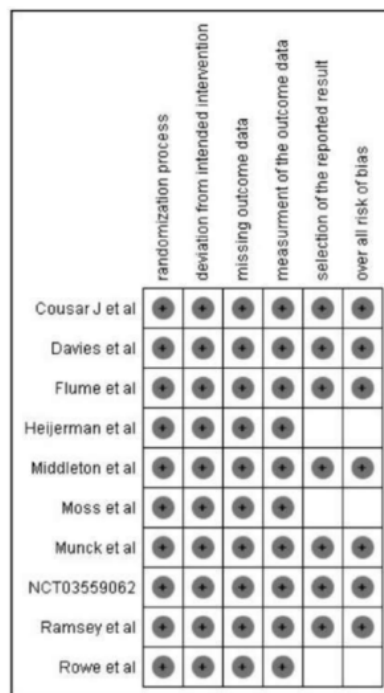 randomization process
deviation from intended intervention
missing outcome data
measurment of the outcome data
selection of the reported result
over all risk of bias
Cousar J et al + + + + + +
Davies et al + + + + + +
Flume et al + + + + + +
Heijerman et al + + + +
Middleton et al + + + + + +
Moss et al + + + +
Munck et al + + + + + +
NCT03559062 + + + + + +
Ramsey et al + + + + + +
Rowe et al + + + +